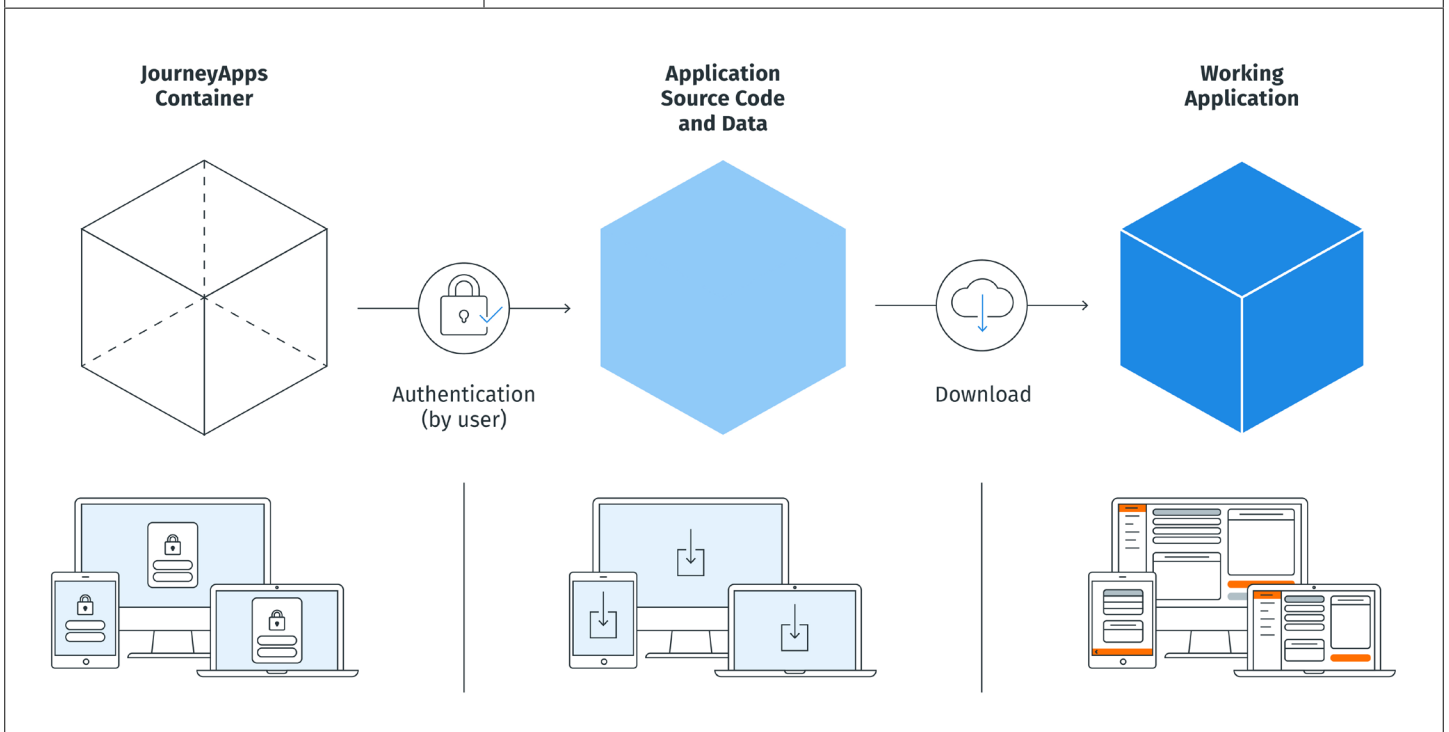 JourneyApps
Container
Application
Source Code
and Data
Working
Application
Authentication
(by user)
Download